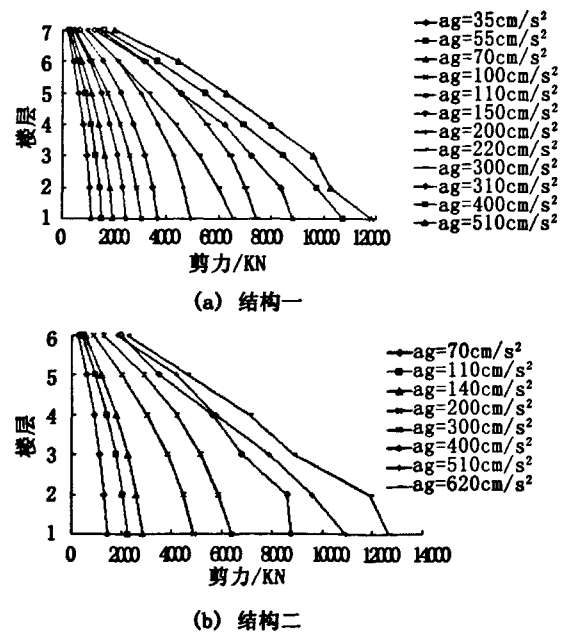 7
6
5
4
3
2
1
楼层
0 2000 4000 6000 8000 10000 12000
剪力/KN
ag=35cm/s²
ag=55cm/s²
ag=70cm/s²
ag=100cm/s²
ag=110cm/s²
ag=150cm/s²
ag=200cm/s²
ag=220cm/s²
ag=300cm/s²
ag=310cm/s²
ag=400cm/s²
ag=510cm/s²
(a) 结构一
6
5
4
3
2
1
楼层
0 2000 4000 6000 8000 10000 12000 14000
剪力/KN
ag=70cm/s²
ag=110cm/s²
ag=140cm/s²
ag=200cm/s²
ag=300cm/s²
ag=400cm/s²
ag=510cm/s²
ag=620cm/s²
(b) 结构二